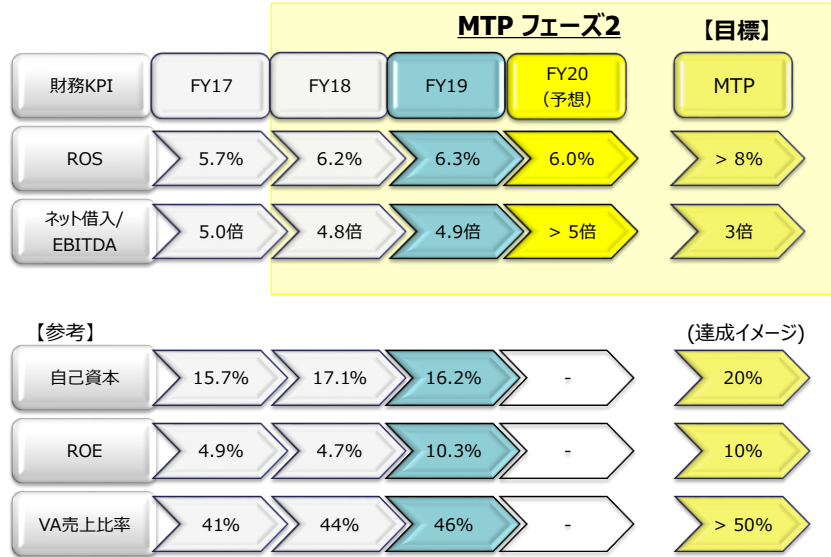 MTP フェーズ2
【目標】
財務KPI FY17 FY18 FY19 FY20
(予想) MTP
ROS 5.7% 6.2% 6.3% 6.0% > 8%
ネット借入/
EBITDA 5.0倍 4.8倍 4.9倍 > 5倍 3倍
【参考】 (達成イメージ)
自己資本 15.7% 17.1% 16.2% - 20%
ROE 4.9% 4.7% 10.3% - 10%
VA売上比率 41% 44% 46% - > 50%